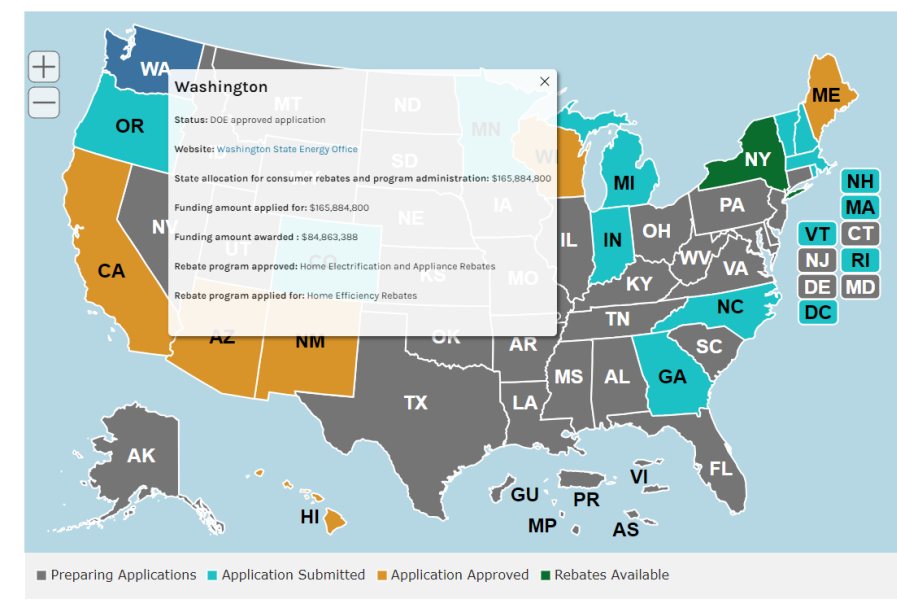 WA
Washington
Status: DOE approved application
Website: Washington State Energy Office
State allocation for consumer rebates and program administration: $165,884,800
Funding amount applied for: $165,884,800
Funding amount awarded : $84,863,388
Rebate program approved: Home Electrification and Appliance Rebates
Rebate program applied for: Home Efficiency Rebates
MT
ND
MN
ME
OR
ID
SD
WI
NY
WY
MI
NH
MA
NV
UT
CO
NE
IA
IL
IN
OH
PA
VT
CT
NJ
RI
CA
KS
MO
KY
WV
VA
DE
MD
DC
AZ
NM
OK
AR
TN
NC
SC
TX
LA
MS
AL
GA
FL
AK
HI
GU
PR
VI
MP
AS
Preparing Applications
Application Submitted
Application Approved
Rebates Available